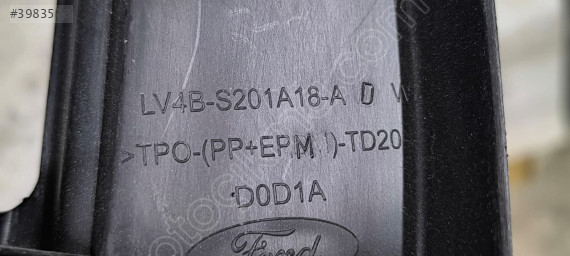 #39835
LV4B-S201A18-A D W
>TPO-(PP+EPM)-TD20
D0D1A
Ford